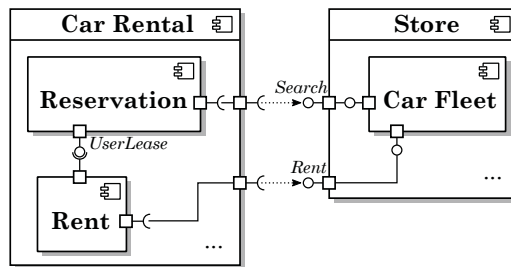 Car Rental
Store
Reservation
Search
Car Fleet
UserLease
Rent
Rent
...
...